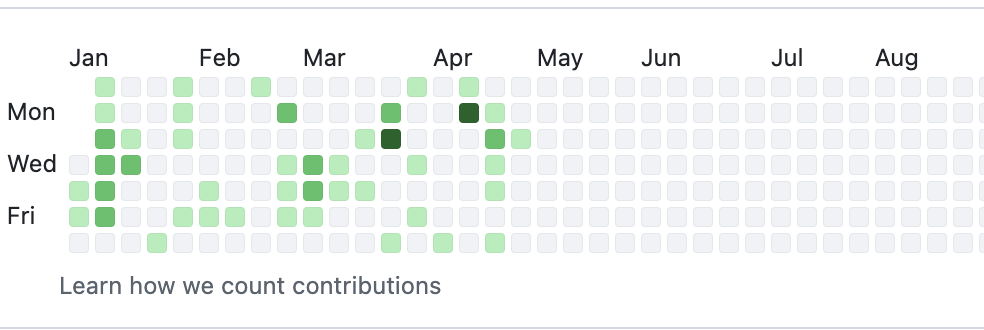 Jan Feb Mar Apr May Jun Jul Aug
Mon
Wed
Fri
Learn how we count contributions